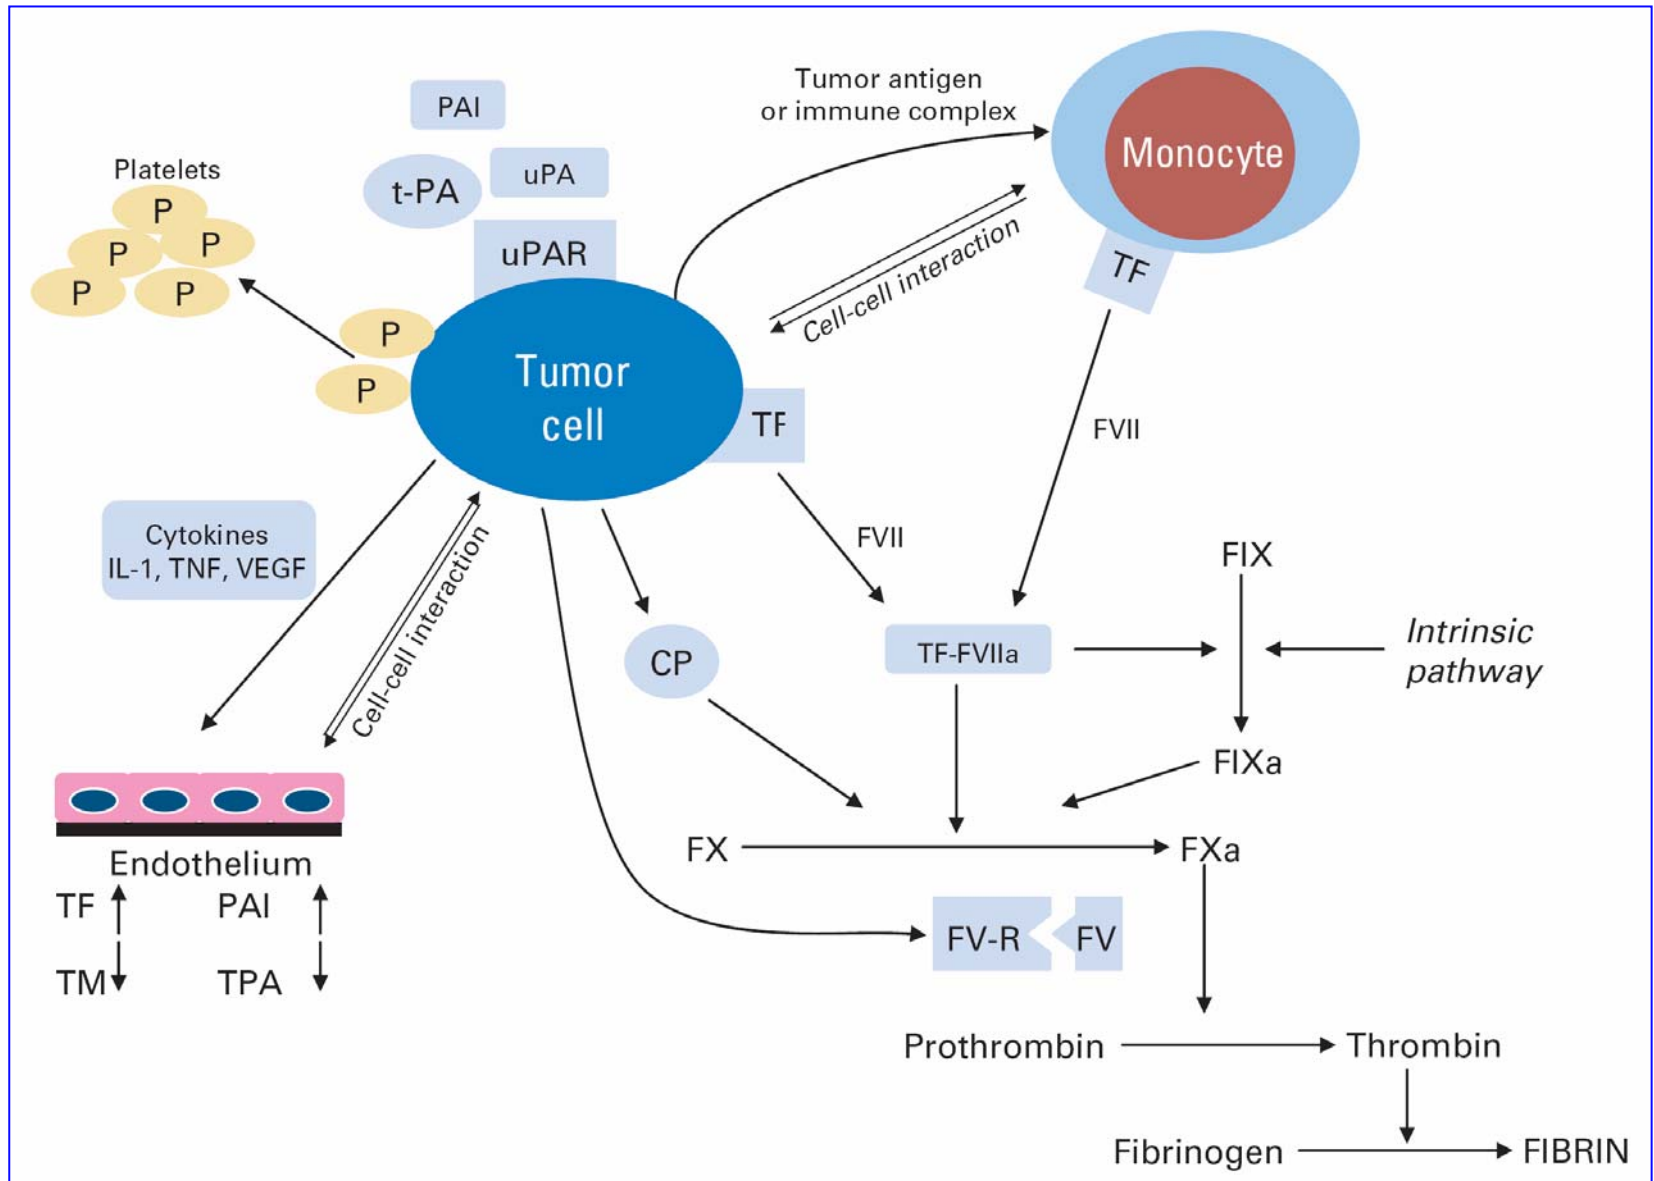 Tumor antigen
or immune complex
PAI
Monocyte
Platelets
uPA
t-PA
P
P
P
P
P
uPAR
TF
Cell-cell interaction
P
P
Tumor
cell
TF
FVII
FVII
Cytokines
IL-1, TNF, VEGF
Cell-cell interaction
FIX
Intrinsic
pathway
CP
TF-FVIIa
FIXa
FX
FXa
Endothelium
TF
PAI
FV-R
FV
TM
TPA
Prothrombin
Thrombin
Fibrinogen
FIBRIN